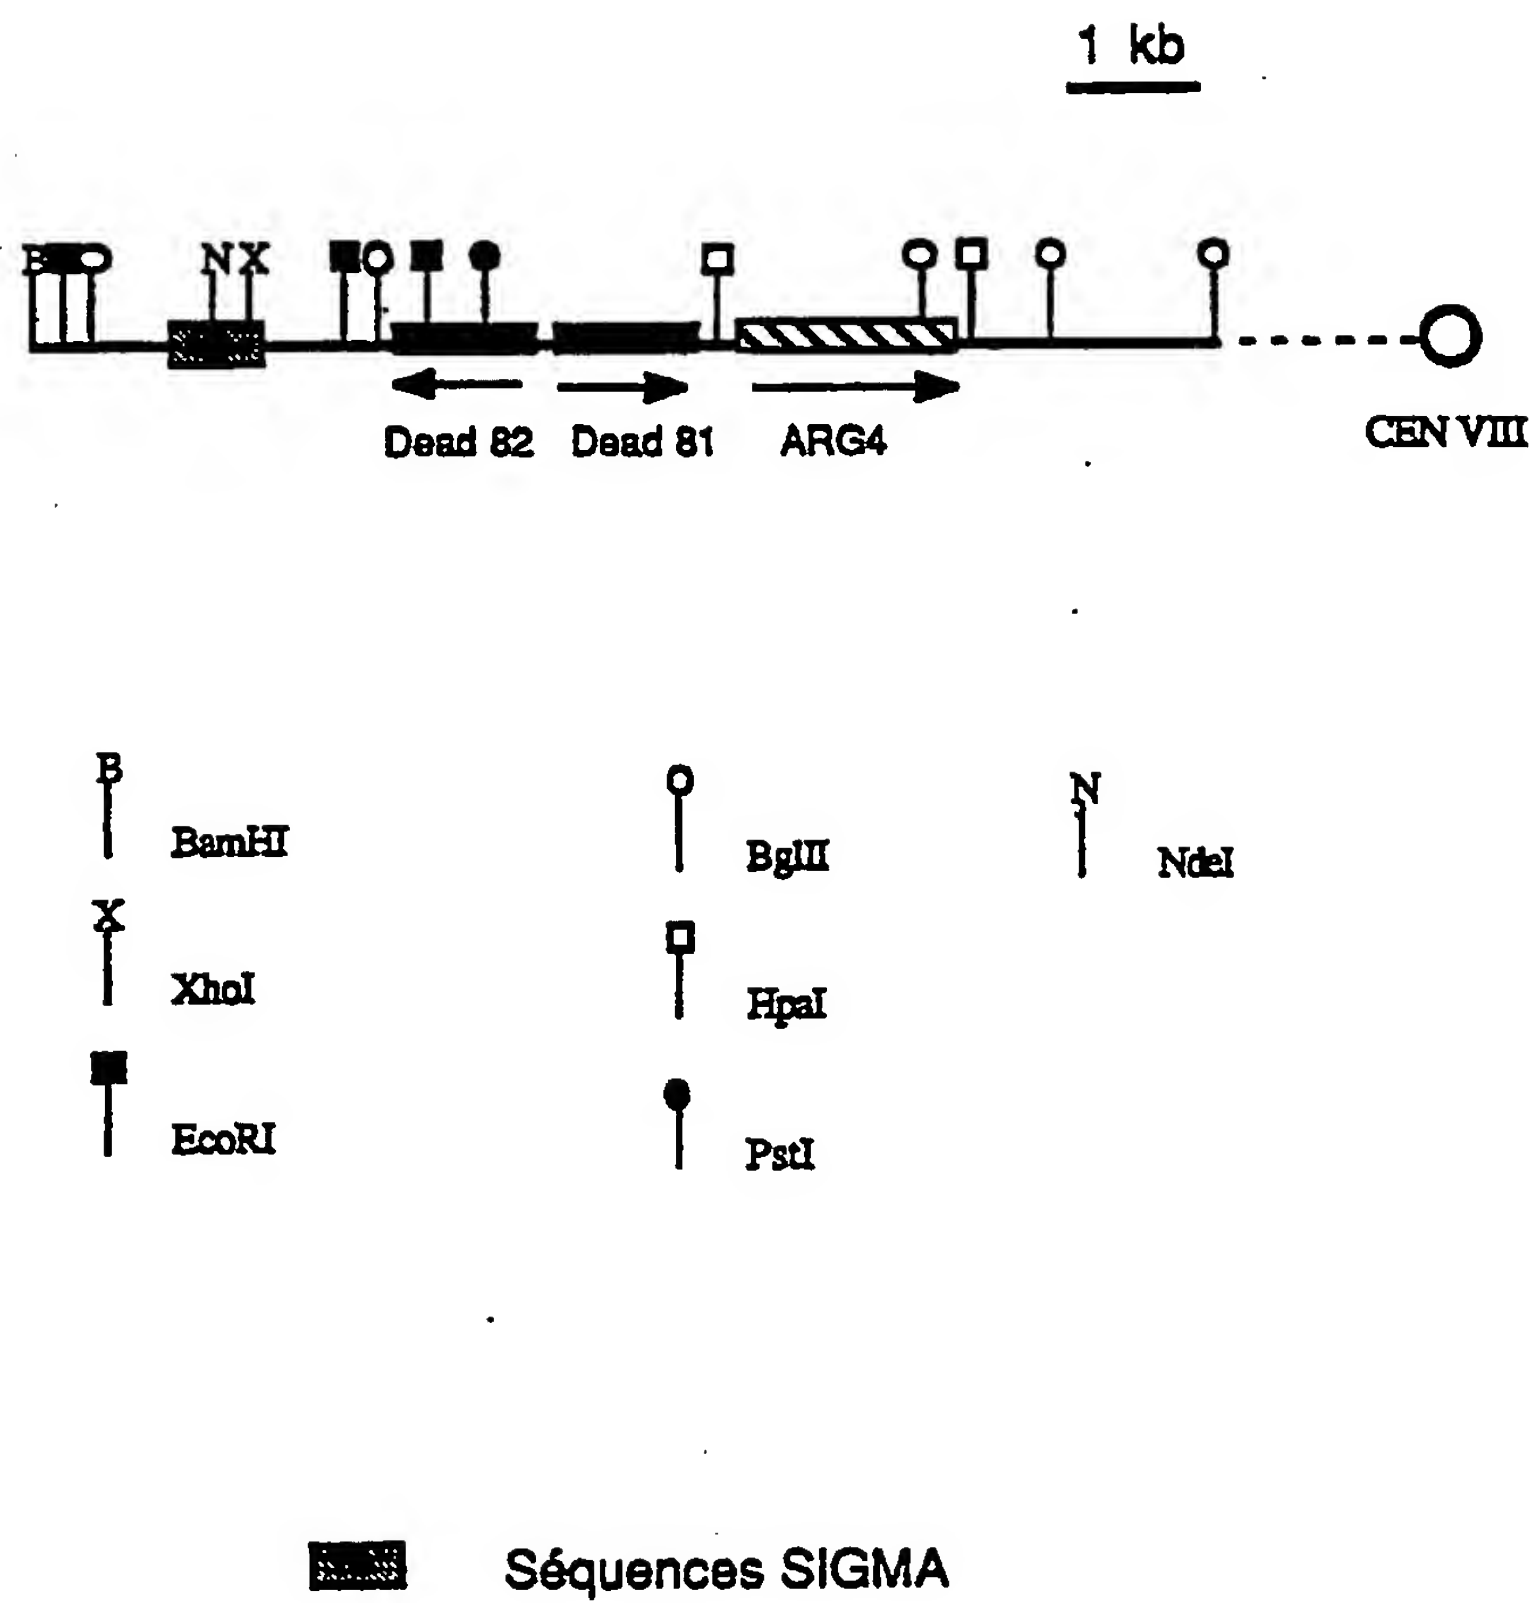 1 kb
B N X
Dead 82 Dead 81 ARG4
CEN VIII
B
BamHI
X
XhoI
EcoRI
BglII
HpaI
PstI
N
NdeI
Séquences SIGMA